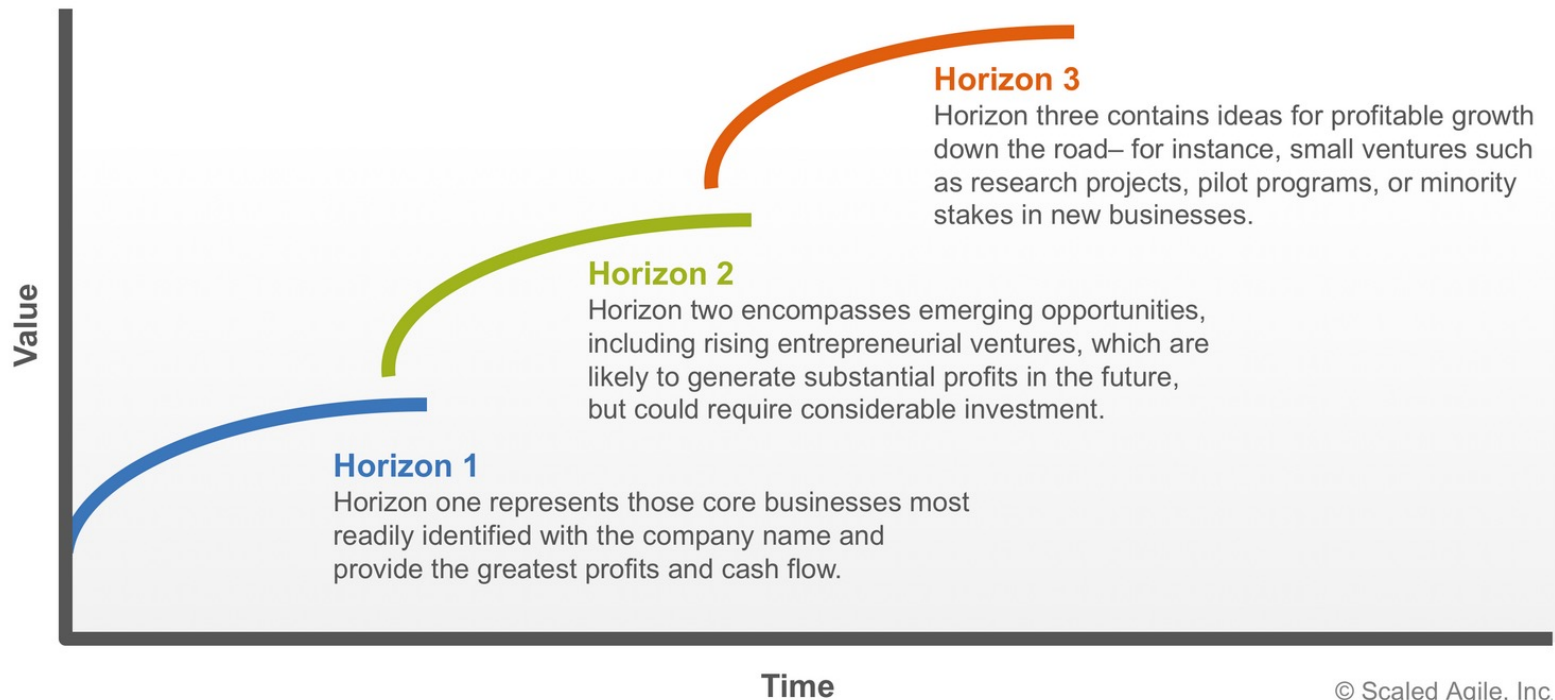 Horizon 3
Horizon three contains ideas for profitable growth
down the road– for instance, small ventures such
as research projects, pilot programs, or minority
stakes in new businesses.
Horizon 2
Horizon two encompasses emerging opportunities,
including rising entrepreneurial ventures, which are
likely to generate substantial profits in the future,
but could require considerable investment.
Value
Horizon 1
Horizon one represents those core businesses most
readily identified with the company name and
provide the greatest profits and cash flow.
Time
© Scaled Agile, Inc